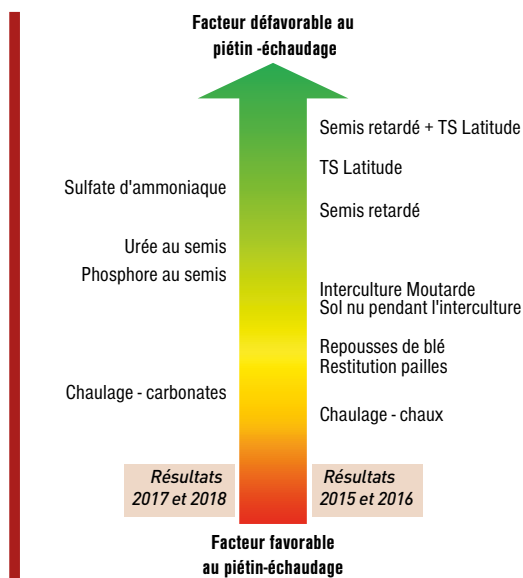 Facteur défavorable au
piétin -échaudage
Semis retardé + TS Latitude
TS Latitude
Sulfate d'ammoniaque
Semis retardé
Urée au semis
Phosphore au semis
Interculture Moutarde
Sol nu pendant l'interculture
Repousses de blé
Restitution pailles
Chaulage - carbonates
Chaulage - chaux
Résultats
2017 et 2018
Résultats
2015 et 2016
Facteur favorable
au piétin-échaudage